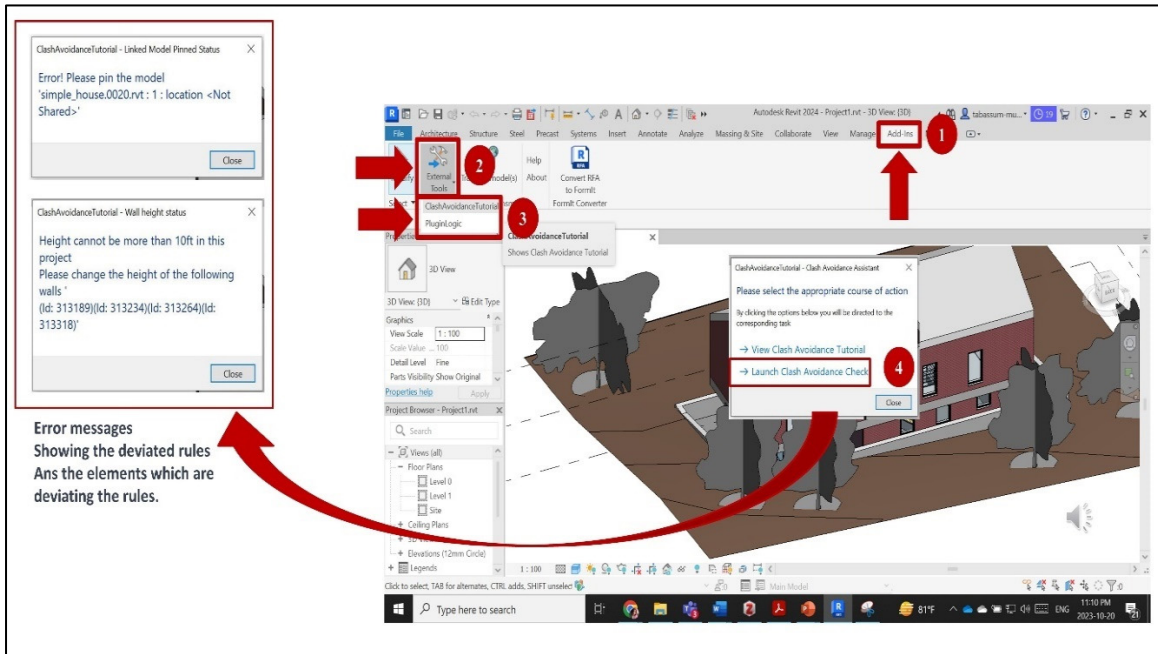 ClashAvoidanceTutorial - Linked Model Pinned Status
Error! Please pin the model
'simple_house.0020.rvt : 1 : location <Not
Shared>'
Close
ClashAvoidanceTutorial - Wall height status
Height cannot be more than 10ft in this
project
Please change the height of the following
walls '
(Id: 313189)(Id: 313234)(Id: 313264)(Id:
313318)'
Close
Error messages
Showing the deviated rules
Ans the elements which are
deviating the rules.
Autodesk Revit 2024 - Project1.rvt - 3D View: {3D}
tabassum-mu...
19
File Architecture Structure Steel Precast Systems Insert Annotate Analyze Massing & Site Collaborate View Manage Add-Ins
1
2
External
Tools
Help
About
Convert RFA
to FormIt
FormIt Converter
Select
ClashAvoidanceTutorial
PluginLogic
3
ClashAvoidanceTutorial
Shows Clash Avoidance Tutorial
3D View
3D View: {3D}
Edit Type
Graphics
View Scale 1 : 100
Scale Value ... 100
Detail Level Fine
Parts Visibility Show Original
Properties help
Apply
Project Browser - Project1.rvt
Search
Views (all)
Floor Plans
Level 0
Level 1
Site
Ceiling Plans
Elevations (12mm Circle)
Legends
ClashAvoidanceTutorial - Clash Avoidance Assistant
Please select the appropriate course of action
By clicking the options below you will be directed to the
corresponding task
→ View Clash Avoidance Tutorial
→ Launch Clash Avoidance Check
4
Close
1 : 100
Click to select, TAB for alternates, CTRL adds, SHIFT unselect
:0
Main Model
:0
Type here to search
81°F
ENG
11:10 PM
2023-10-20
21